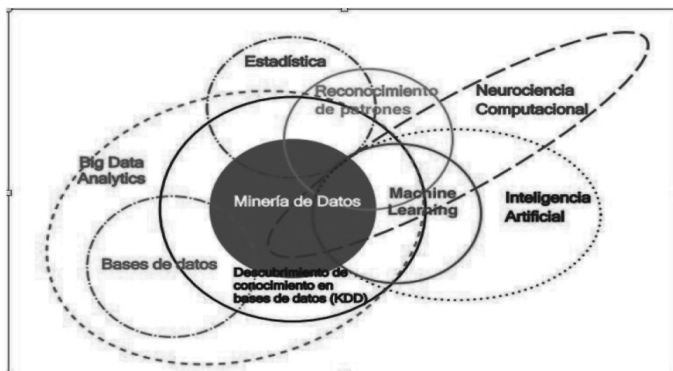 Estadística
Reconocimiento
de patrones
Neurociencia
Computacional
Big Data
Analytics
Minería de Datos
Machine
Learning
Inteligencia
Artificial
Bases de datos
Descubrimiento de
conocimiento en
bases de datos (KDD)